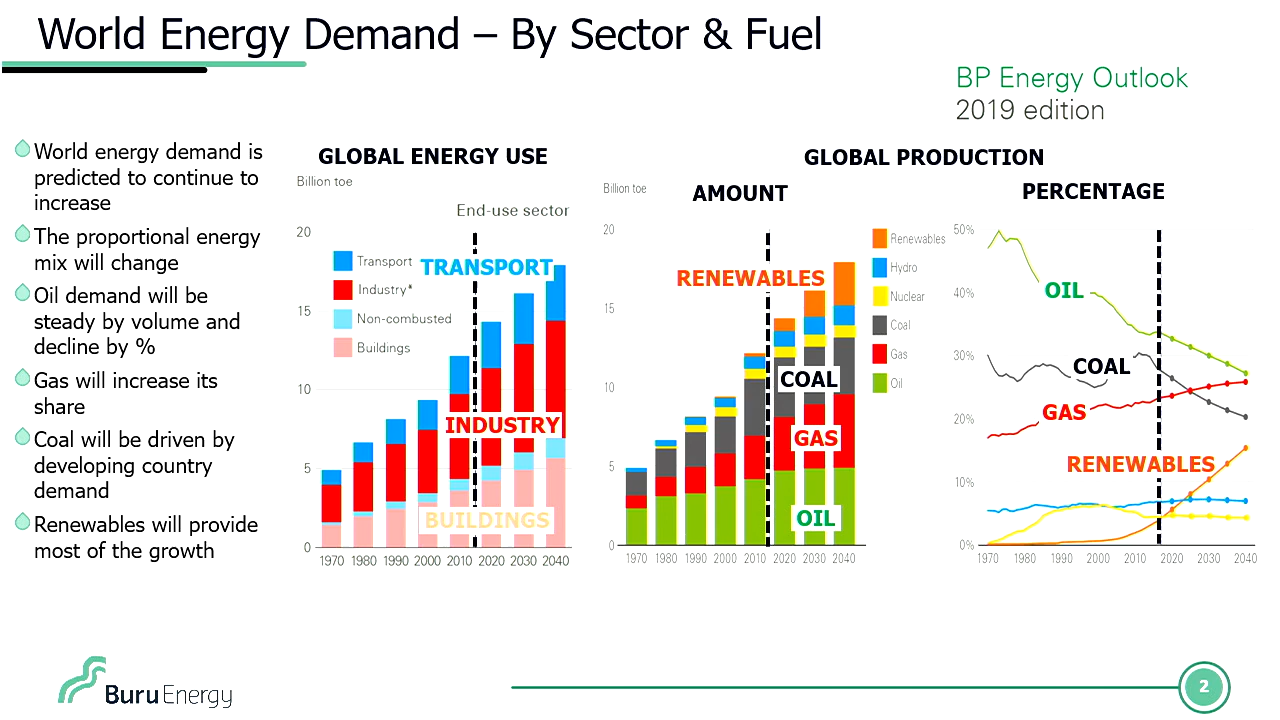 World Energy Demand – By Sector & Fuel
BP Energy Outlook
2019 edition
World energy demand is
predicted to continue to
increase
The proportional energy
mix will change
Oil demand will be
steady by volume and
decline by %
Gas will increase its
share
Coal will be driven by
developing country
demand
Renewables will provide
most of the growth
GLOBAL ENERGY USE
Billion toe
End-use sector
20
15
10
5
0
Transport
Industry*
Non-combusted
Buildings
TRANSPORT
INDUSTRY
BUILDINGS
1970 1980 1990 2000 2010 2020 2030 2040
GLOBAL PRODUCTION
AMOUNT
Billion toe
20
15
10
5
0
RENEWABLES
COAL
GAS
OIL
Renewables
Hydro
Nuclear
Coal
Gas
Oil
1970 1980 1990 2000 2010 2020 2030 2040
PERCENTAGE
50%
40%
30%
20%
10%
0%
OIL
COAL
GAS
RENEWABLES
1970 1980 1990 2000 2010 2020 2030 2040
Buru Energy
2